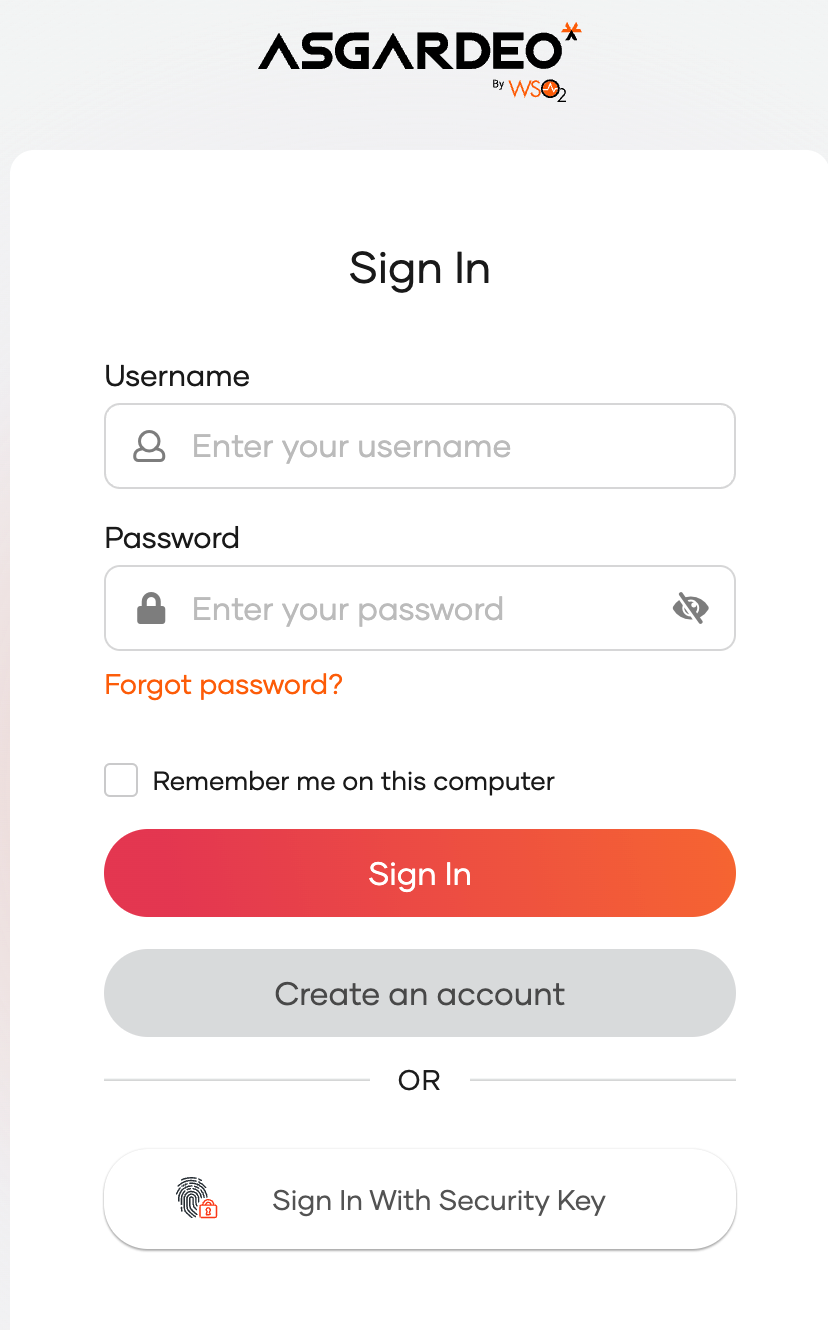 ASGARDEO
By WSO2
Sign In
Username
Enter your username
Password
Enter your password
Forgot password?
Remember me on this computer
Sign In
Create an account
OR
Sign In With Security Key